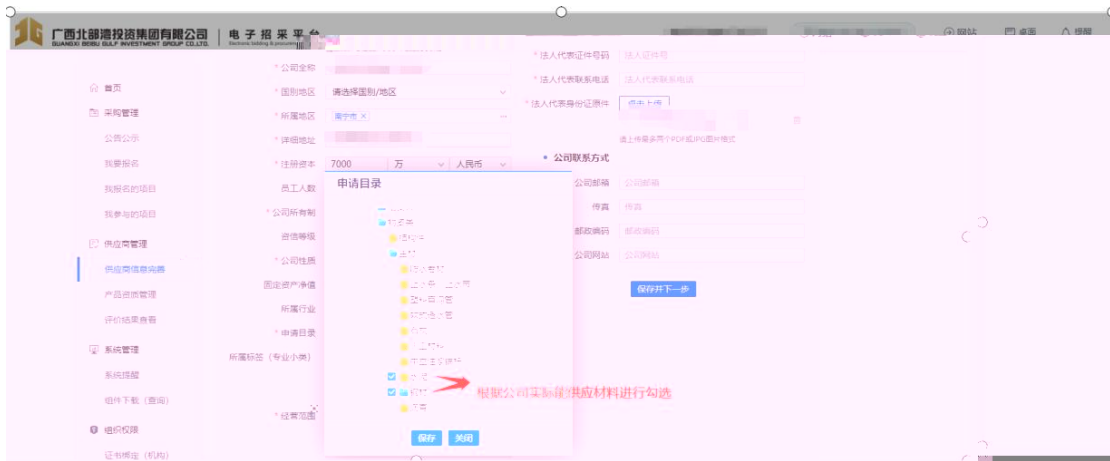 广西北部湾投资集团有限公司 电子招采平台
GUANGXI BEIBU GULF INVESTMENT GROUP CO.,LTD.
网站 桌面 提醒
首页
采购管理
公告公示
我要报名
我报名的项目
我参与的项目
供应商管理
供应商信息完善
产品资质管理
评价结果查看
系统管理
系统提醒
组件下载（查询）
组织权限
证书绑定（机构）
* 公司全称
* 国别地区 请选择国别/地区
* 所属地区 南宁市 ×
* 详细地址
* 注册资本 7000 万 人民币
员工人数
* 公司所有制
资信等级
* 公司性质
固定资产净值
所属行业
* 申请目录
所属标签（专业小类）
* 经营范围
申请目录
保存 关闭
根据公司实际能供应材料进行勾选
* 法人代表证件号码 法人证件号
* 法人代表联系电话 法人代表联系电话
* 法人代表身份证原件 点击上传
请上传最多两个PDF或JPG图片格式
公司联系方式
公司邮箱 公司邮箱
传真 传真
邮政编码 邮政编码
公司网站 公司网站
保存并下一步